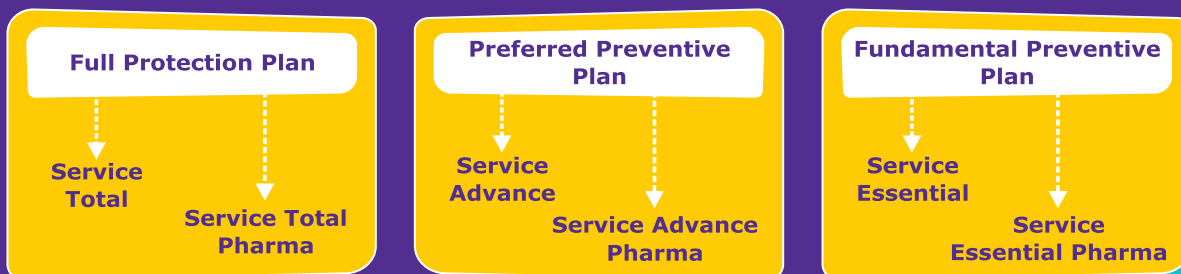 Full Protection Plan
Service
Total
Service Total
Pharma
Preferred Preventive
Plan
Service
Advance
Service Advance
Pharma
Fundamental Preventive
Plan
Service
Essential
Service
Essential Pharma